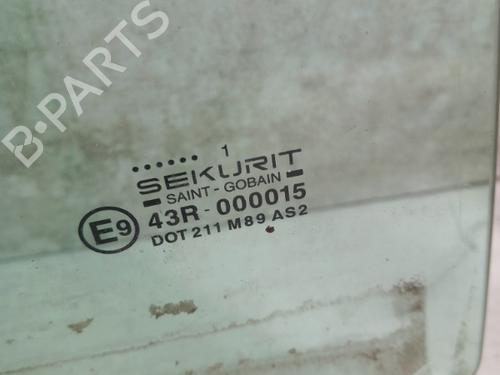 B-PARTS
...... 1
SEKURIT
SAINT - GOBAIN
E9 43R - 000015
DOT 211 M89 AS2